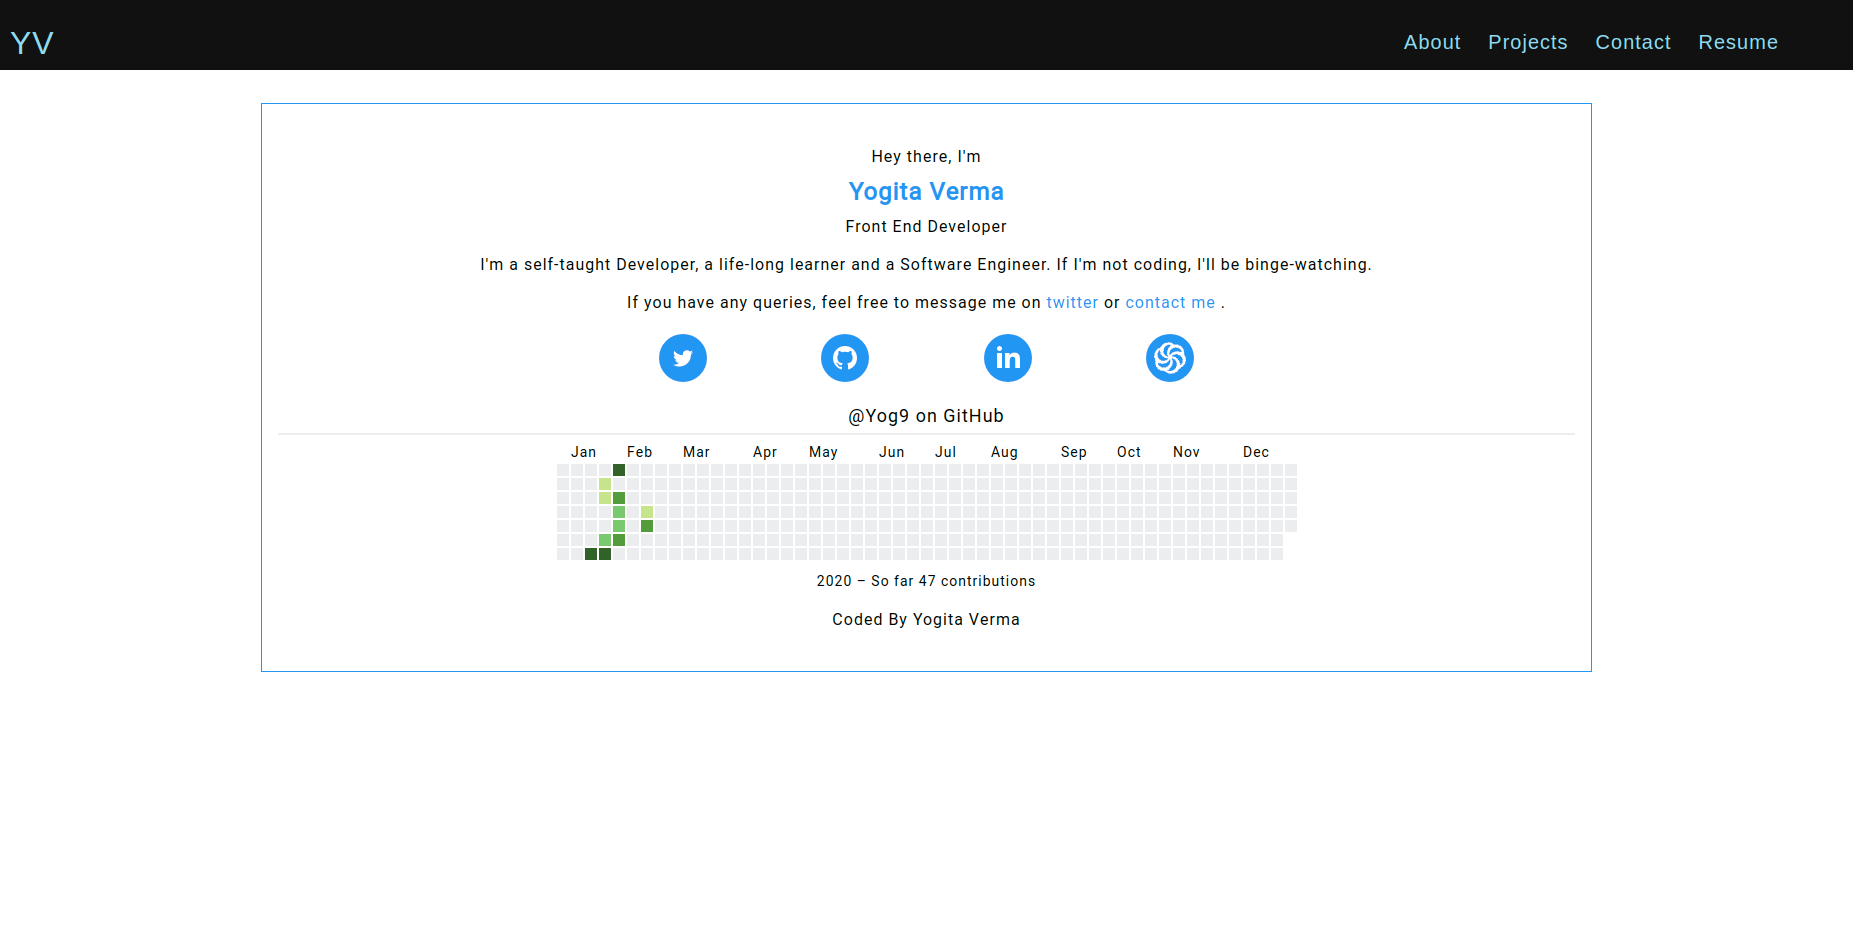 YV
About Projects Contact Resume
Hey there, I'm
Yogita Verma
Front End Developer
I'm a self-taught Developer, a life-long learner and a Software Engineer. If I'm not coding, I'll be binge-watching.
If you have any queries, feel free to message me on twitter or contact me .
in
@Yog9 on GitHub
Jan Feb Mar Apr May Jun Jul Aug Sep Oct Nov Dec
2020 – So far 47 contributions
Coded By Yogita Verma